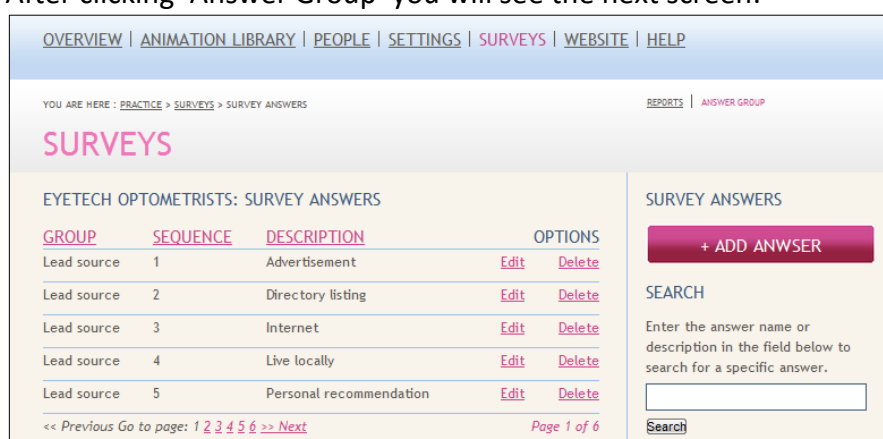 After clicking "Answer Group" you will see the next screen:
OVERVIEW | ANIMATION LIBRARY | PEOPLE | SETTINGS | SURVEYS | WEBSITE | HELP
YOU ARE HERE : PRACTICE > SURVEYS > SURVEY ANSWERS
REPORTS | ANSWER GROUP
SURVEYS
EYETECH OPTOMETRISTS: SURVEY ANSWERS
GROUP SEQUENCE DESCRIPTION OPTIONS
Lead source 1 Advertisement Edit Delete
Lead source 2 Directory listing Edit Delete
Lead source 3 Internet Edit Delete
Lead source 4 Live locally Edit Delete
Lead source 5 Personal recommendation Edit Delete
<< Previous Go to page: 1 2 3 4 5 6 >> Next Page 1 of 6
SURVEY ANSWERS
+ ADD ANWSER
SEARCH
Enter the answer name or
description in the field below to
search for a specific answer.
Search